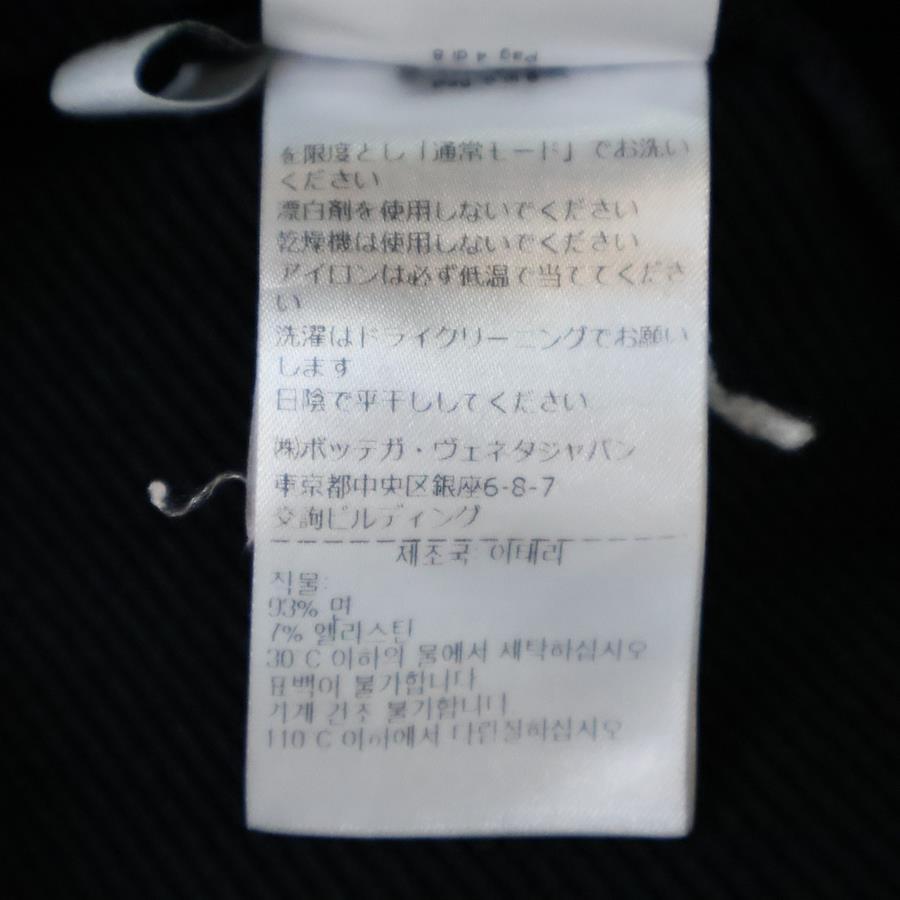 Pag 4 di 8
を限度とし「通常モード」でお洗い
ください
漂白剤を使用しないでください
乾燥機は使用しないでください
アイロンは必ず低温で当ててくださ
い
洗濯はドライクリーニングでお願い
します
日陰で平干ししてください
㈱ボッテガ・ヴェネタジャパン
東京都中央区銀座6-8-7
交詢ビルディング
제조국: 이태리
직물:
93% 면
7% 엘라스틴
30°C 이하의 물에서 세탁하십시오
표백이 불가합니다
기계 건조 불가합니다
110°C 이하에서 다림질하십시오